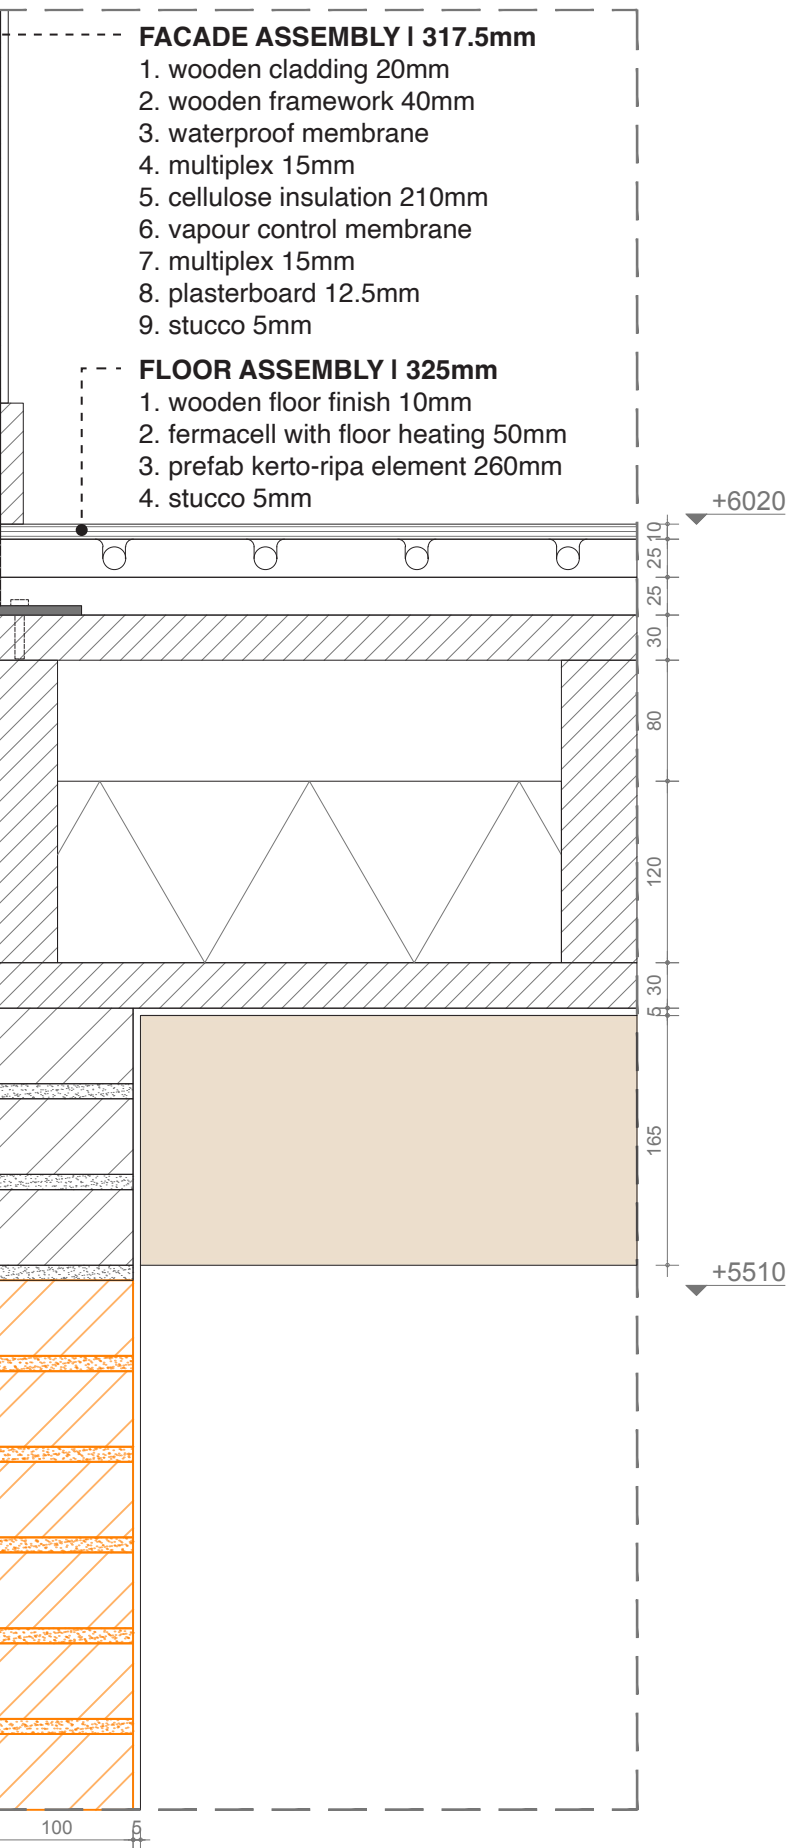 FACADE ASSEMBLY I 317.5mm
1. wooden cladding 20mm
2. wooden framework 40mm
3. waterproof membrane
4. multiplex 15mm
5. cellulose insulation 210mm
6. vapour control membrane
7. multiplex 15mm
8. plasterboard 12.5mm
9. stucco 5mm
FLOOR ASSEMBLY I 325mm
1. wooden floor finish 10mm
2. fermacell with floor heating 50mm
3. prefab kerto-ripa element 260mm
4. stucco 5mm
+6020
10
25
25
30
80
120
30
5
165
+5510
100
5